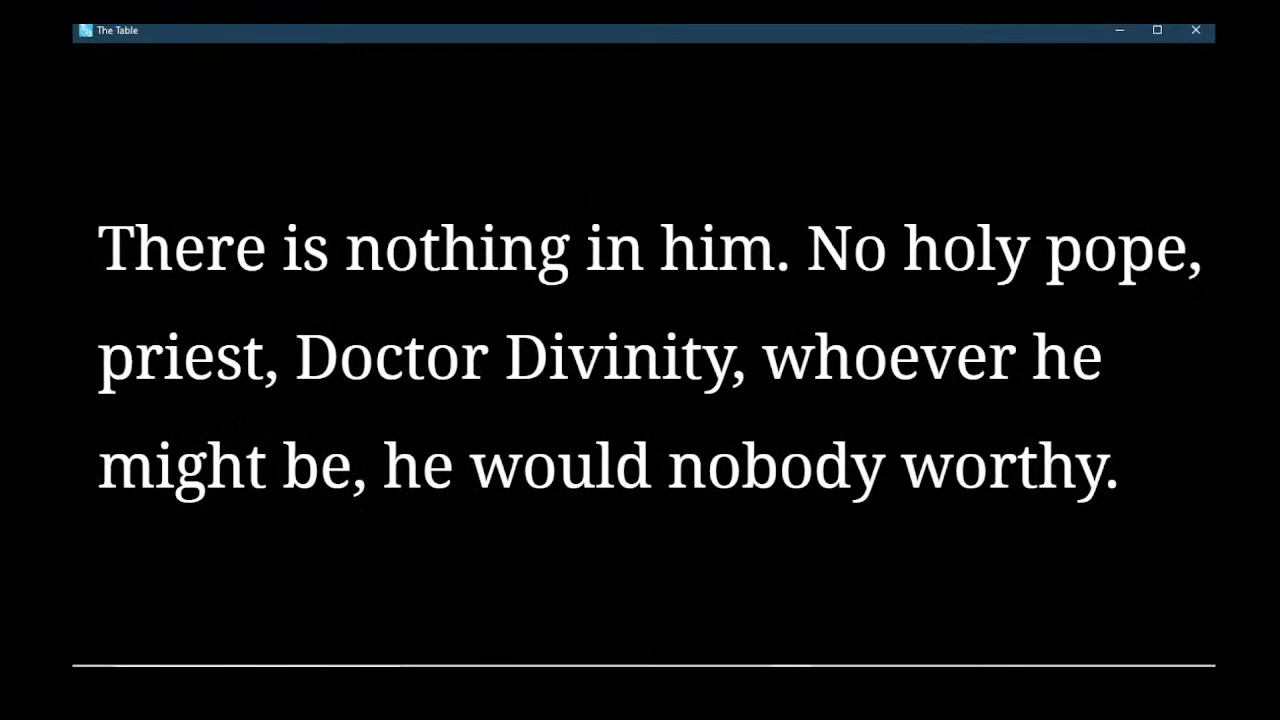 The Table
There is nothing in him. No holy pope,
priest, Doctor Divinity, whoever he
might be, he would nobody worthy.